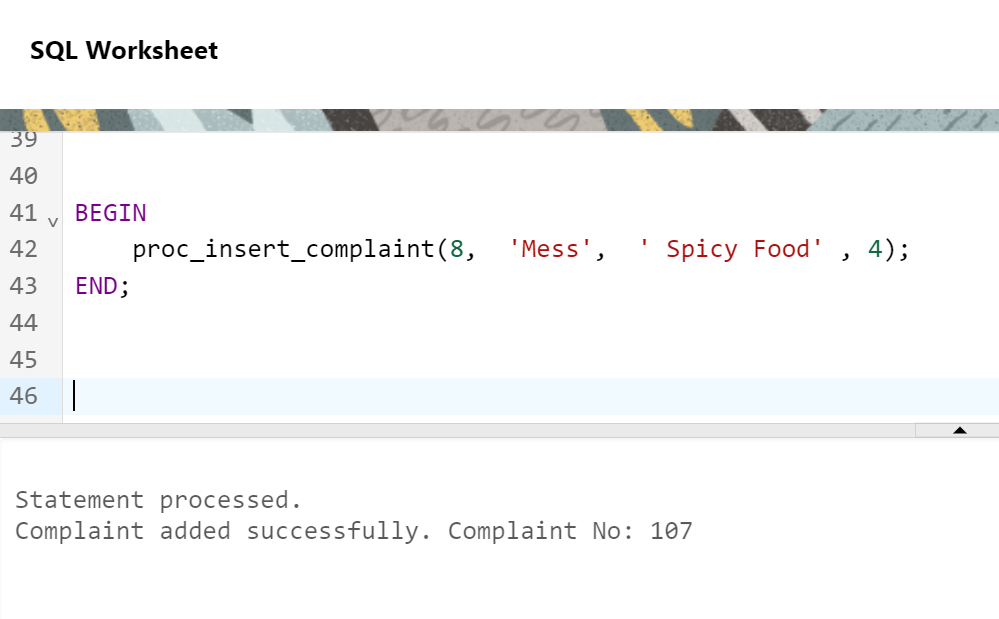 SQL Worksheet
39
40
41 BEGIN
42 proc_insert_complaint(8, 'Mess', ' Spicy Food' , 4);
43 END;
44
45
46
Statement processed.
Complaint added successfully. Complaint No: 107